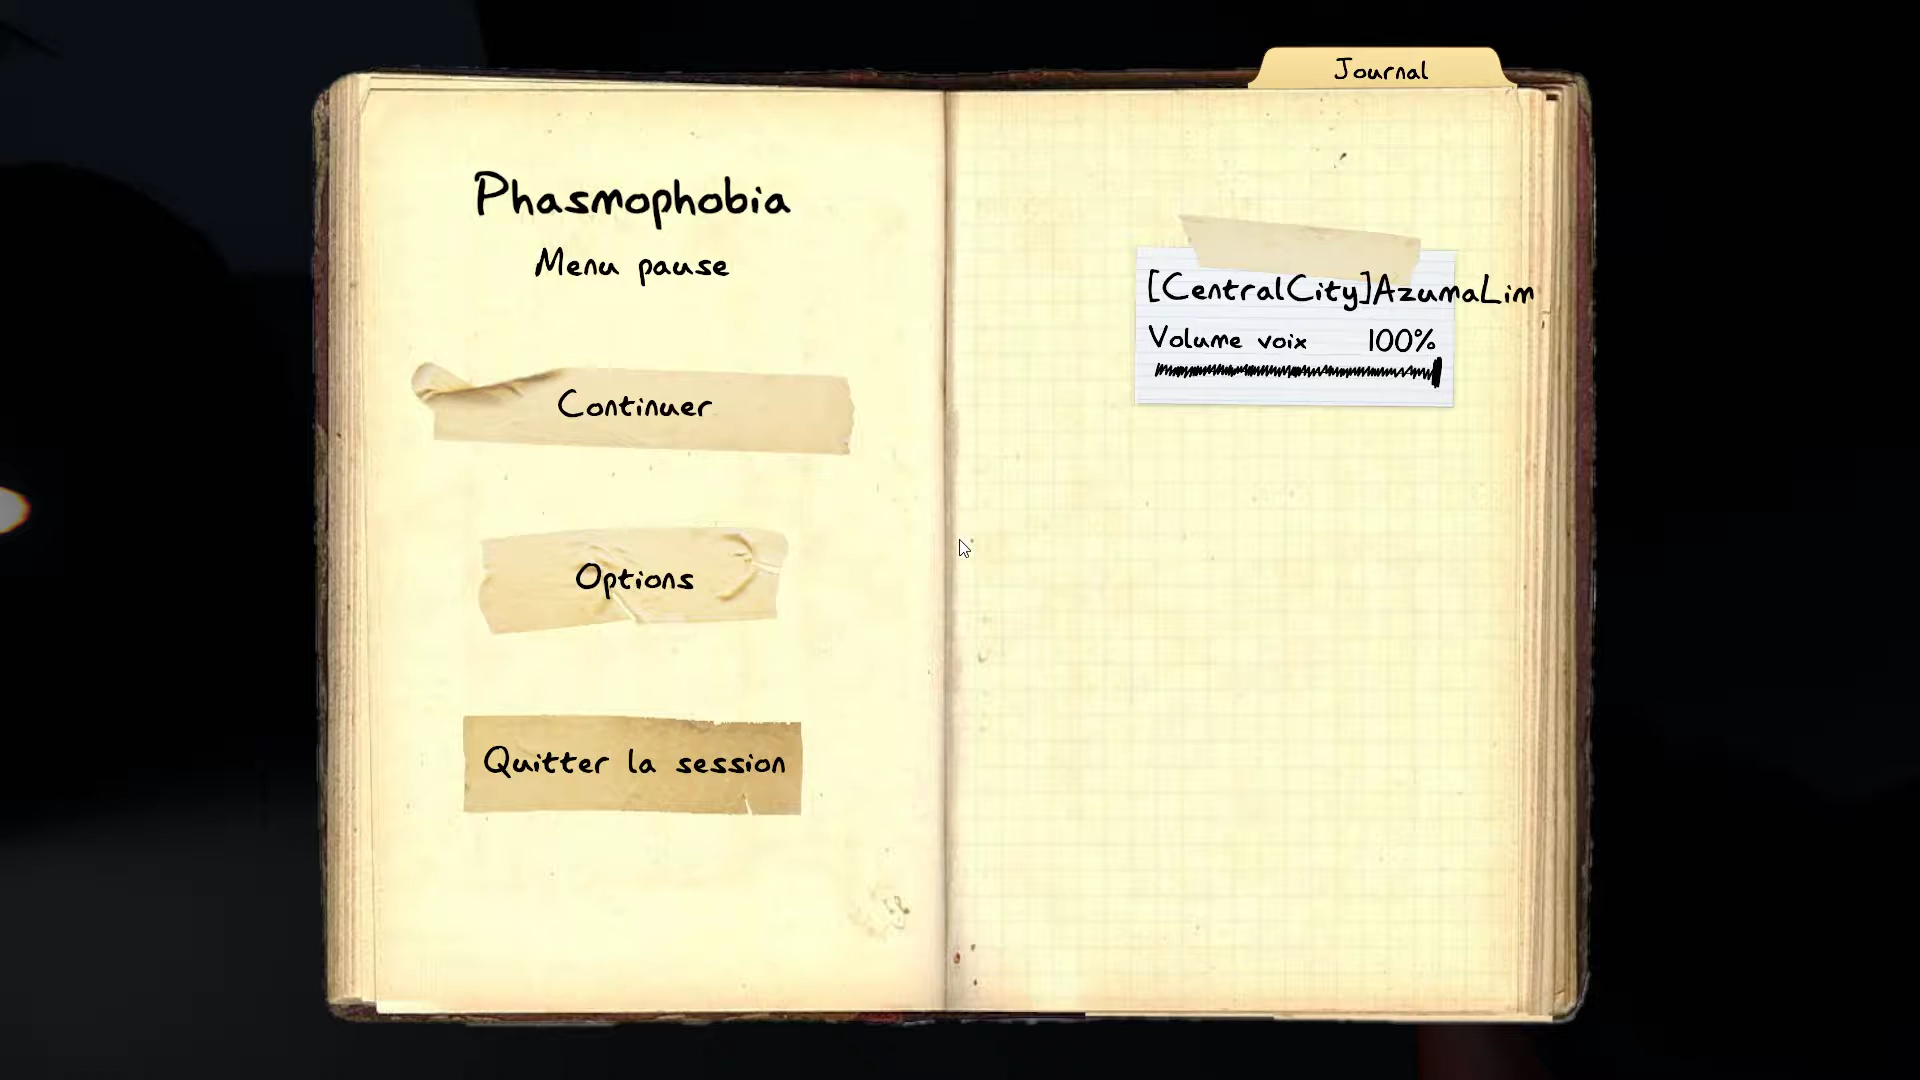 Journal
Phasmophobia
Menu pause
Continuer
Options
Quitter la session
[CentralCity]AzumaLim
Volume voix 100%